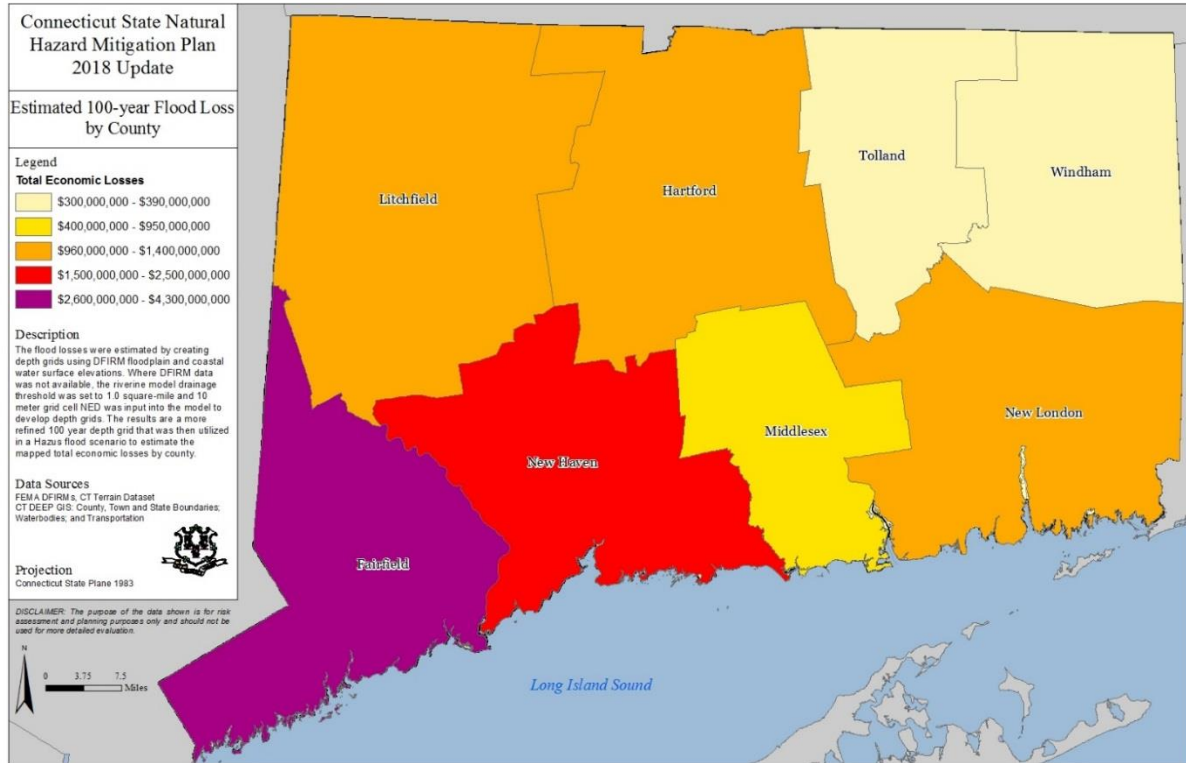 Connecticut State Natural
Hazard Mitigation Plan
2018 Update
Estimated 100-year Flood Loss
by County
Legend
Total Economic Losses
$300,000,000 - $390,000,000
$400,000,000 - $950,000,000
$960,000,000 - $1,400,000,000
$1,500,000,000 - $2,500,000,000
$2,600,000,000 - $4,300,000,000
Description
The flood losses were estimated by creating
depth grids using DFIRM floodplain and coastal
water surface elevations. Where DFIRM data
was not available, the riverine model drainage
threshold was set to 1.0 square-mile and 10
meter grid cell NED was input into the model to
develop depth grids. The results are a more
refined 100 year depth grid that was then utilized
in a Hazus flood scenario to estimate the
mapped total economic losses by county.
Data Sources
FEMA DFIRMs, CT Terrain Dataset
CT DEEP GIS: County, Town and State Boundaries;
Waterbodies; and Transportation
Projection
Connecticut State Plane 1983
DISCLAIMER: The purpose of the data shown is for risk
assessment and planning purposes only and should not be
used for more detailed evaluation.
N
0 3.75 7.5
Miles
Tolland
Windham
Hartford
Litchfield
New London
Middlesex
New Haven
Fairfield
Long Island Sound